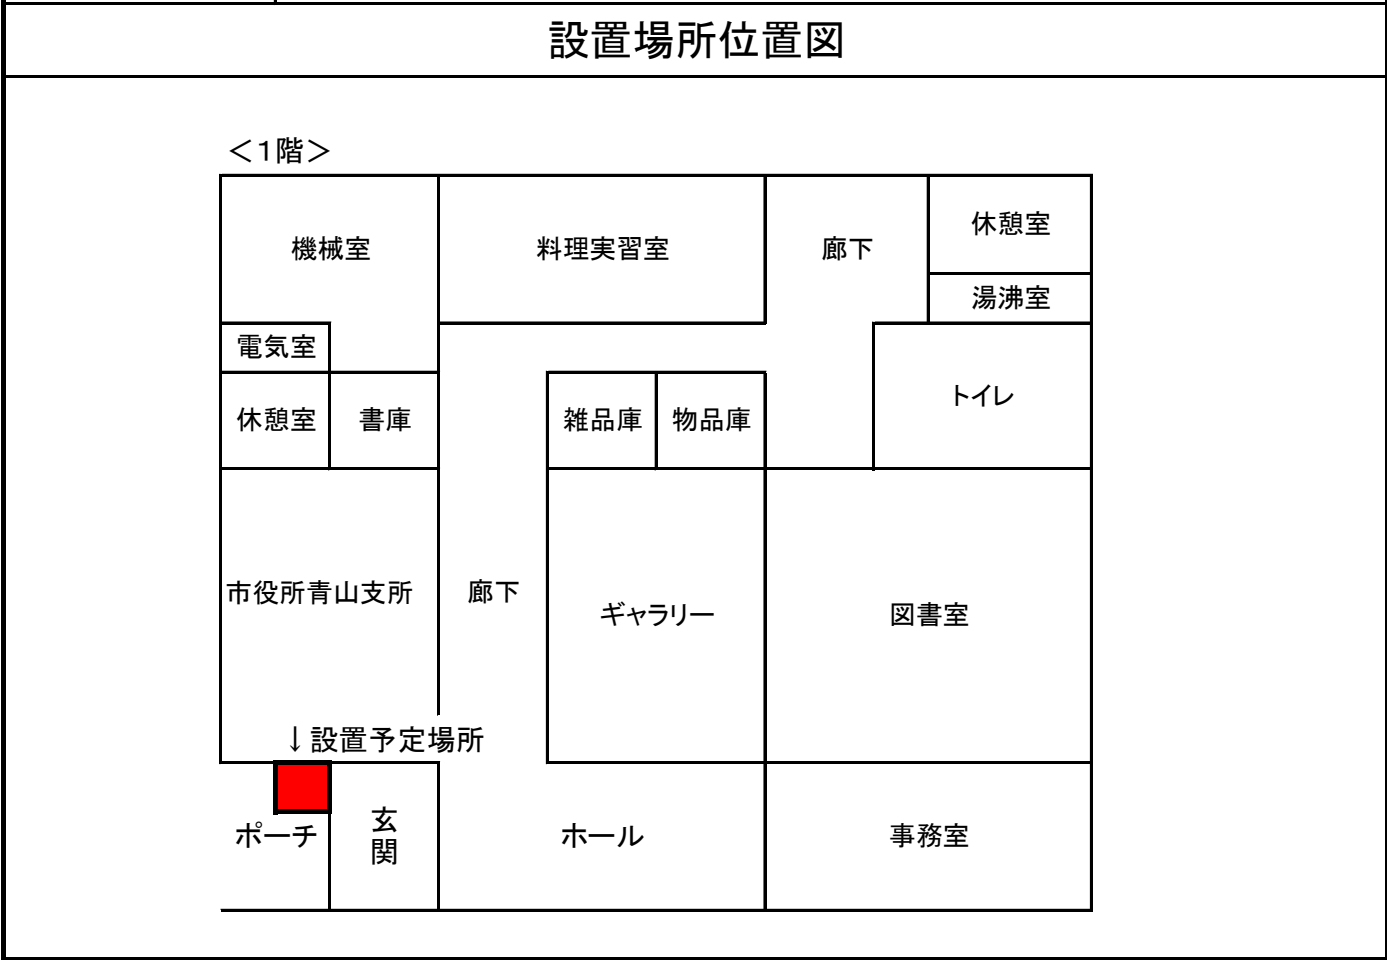 設置場所位置図
＜１階＞
機械室
料理実習室
廊下
休憩室
湯沸室
電気室
トイレ
休憩室
書庫
雑品庫
物品庫
市役所青山支所
廊下
ギャラリー
図書室
↓設置予定場所
ポーチ
玄
関
ホール
事務室